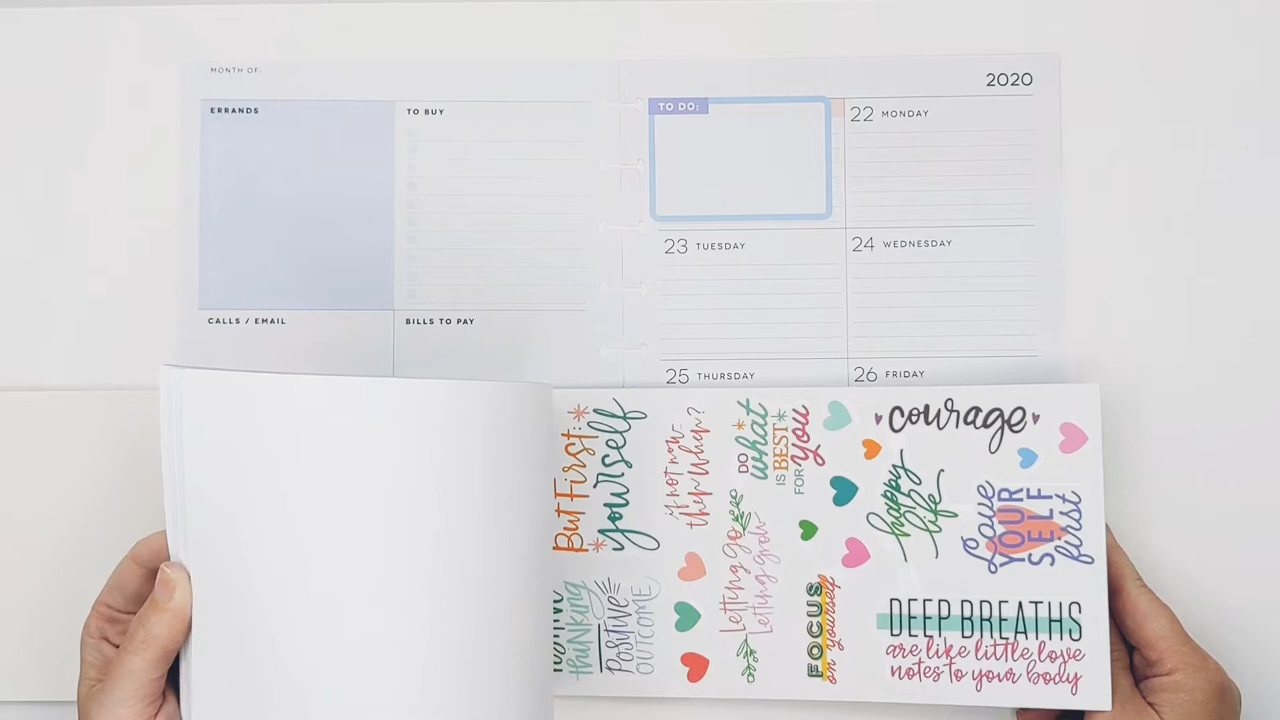 MONTH OF:
2020
ERRANDS
TO BUY
TO DO:
22 MONDAY
23 TUESDAY
24 WEDNESDAY
CALLS / EMAIL
BILLS TO PAY
25 THURSDAY
26 FRIDAY
But First:
yourself
if not now
then When?
DO what
IS BEST
FOR you
courage
happy
hap
life
Love
YOUR
SELF
first
Letting go
Letting grow
thinking
Positive
OUTCOME
FOCUS
on yourself
DEEP BREATHS
are like little love
notes to your body